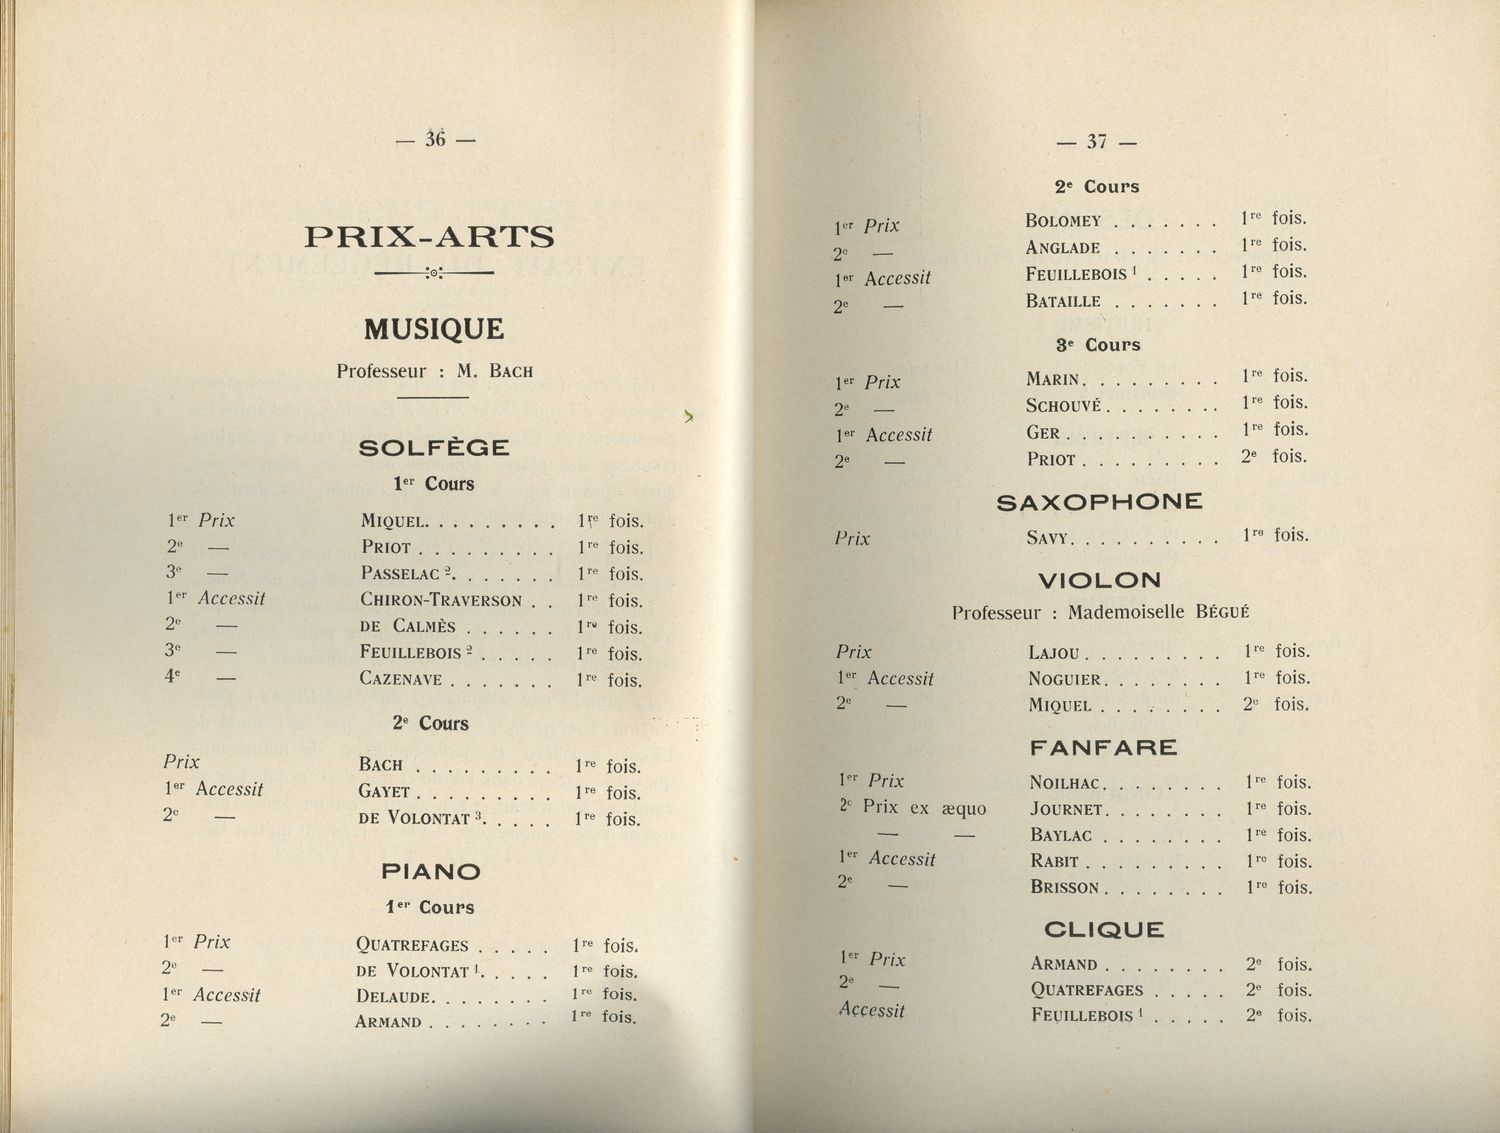 — 36 —
PRIX-ARTS
MUSIQUE
Professeur : M. BACH
SOLFÈGE
1er Cours
1er Prix MIQUEL. . . . . . . . . 1re fois.
2e — PRIOT . . . . . . . . . 1re fois.
3e — PASSELAC 2. . . . . . . 1re fois.
1er Accessit CHIRON-TRAVERSON . . 1re fois.
2e — DE CALMÈS . . . . . . 1re fois.
3e — FEUILLEBOIS 2 . . . . . 1re fois.
4e — CAZENAVE . . . . . . . 1re fois.
2e Cours
Prix BACH . . . . . . . . . 1re fois.
1er Accessit GAYET . . . . . . . . . 1re fois.
2e — DE VOLONTAT 3. . . . . 1re fois.
PIANO
1er Cours
1er Prix QUATREFAGES . . . . . 1re fois.
2e — DE VOLONTAT 1. . . . . 1re fois.
1er Accessit DELAUDE. . . . . . . . 1re fois.
2e — ARMAND . . . . . . . . 1re fois.
— 37 —
2e Cours
1er Prix BOLOMEY . . . . . . . 1re fois.
2e — ANGLADE . . . . . . . 1re fois.
1er Accessit FEUILLEBOIS 1 . . . . . 1re fois.
2e — BATAILLE . . . . . . . 1re fois.
3e Cours
1er Prix MARIN. . . . . . . . . 1re fois.
2e — SCHOUVÉ . . . . . . . . 1re fois.
1er Accessit GER . . . . . . . . . . 1re fois.
2e — PRIOT . . . . . . . . . 2e fois.
SAXOPHONE
Prix SAVY. . . . . . . . . . 1re fois.
VIOLON
Professeur : Mademoiselle BÉGUÉ
Prix LAJOU . . . . . . . . . 1re fois.
1er Accessit NOGUIER. . . . . . . . 1re fois.
2e — MIQUEL . . . . . . . . 2e fois.
FANFARE
1er Prix NOILHAC. . . . . . . . 1re fois.
2e Prix ex æquo JOURNET. . . . . . . . 1re fois.
— — BAYLAC . . . . . . . . 1re fois.
1er Accessit RABIT . . . . . . . . . 1re fois.
2e — BRISSON . . . . . . . . 1re fois.
CLIQUE
1er Prix ARMAND . . . . . . . . 2e fois.
2e — QUATREFAGES . . . . . 2e fois.
Accessit FEUILLEBOIS 1 . . . . . 2e fois.